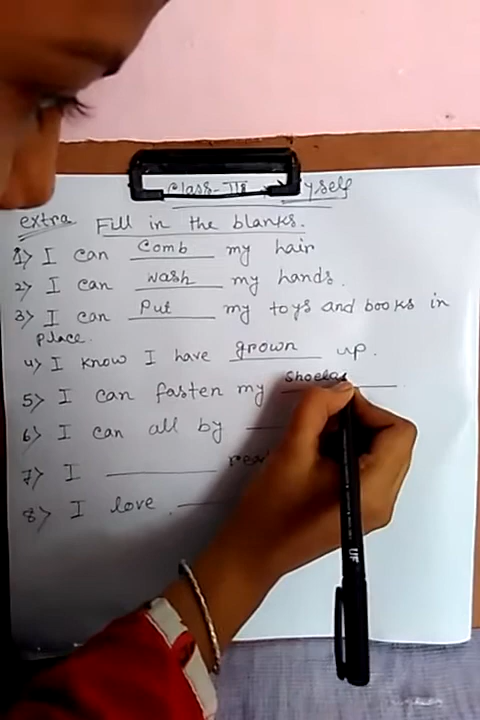 Class-III Myself
extra Fill in the blanks.
1> I can Comb my hair
2> I can wash my hands.
3> I can Put my toys and books in
place.
4> I know I have grown up.
5> I can fasten my Shoela
6> I can all by
7> I
8> I love
UF